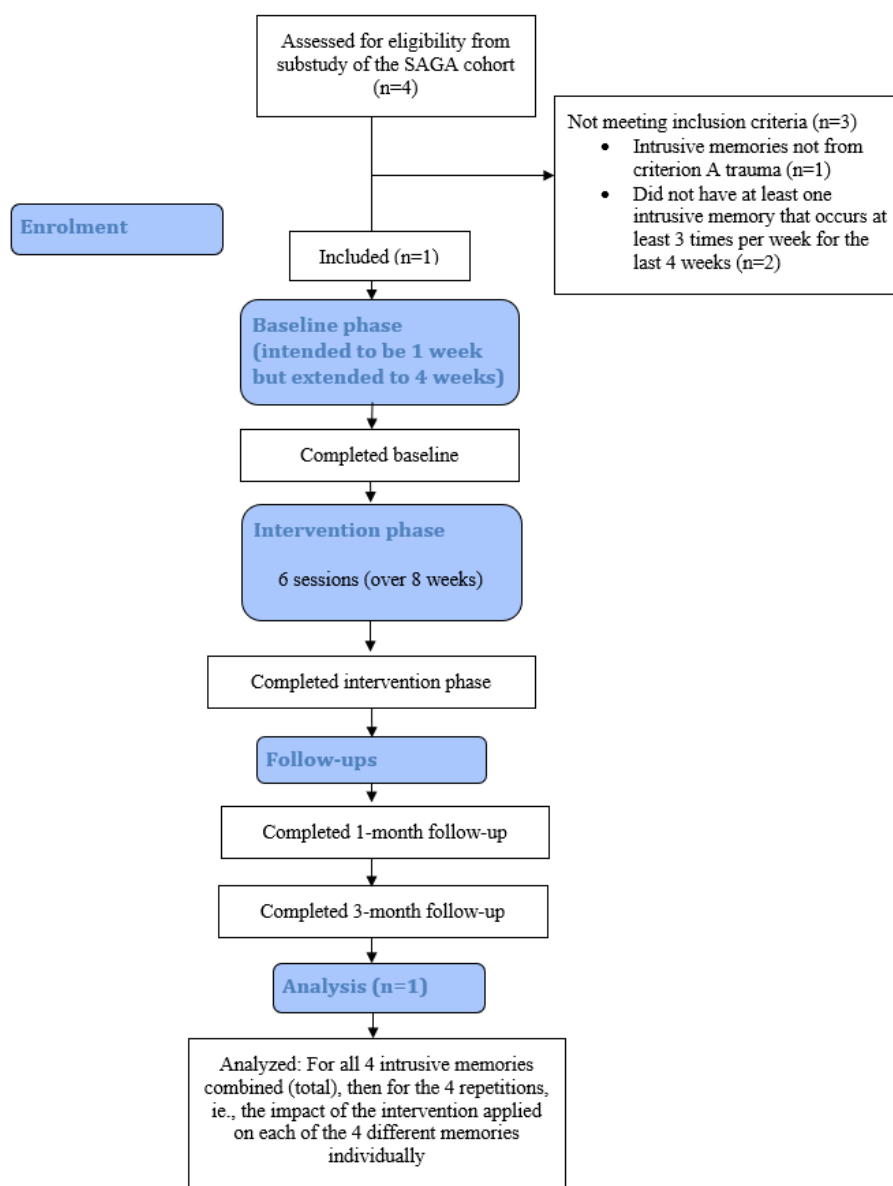 Assessed for eligibility from
substudy of the SAGA cohort
(n=4)
Not meeting inclusion criteria (n=3)
• Intrusive memories not from
criterion A trauma (n=1)
• Did not have at least one
intrusive memory that occurs at
least 3 times per week for the
last 4 weeks (n=2)
Enrolment
Included (n=1)
Baseline phase
(intended to be 1 week
but extended to 4 weeks)
Completed baseline
Intervention phase
6 sessions (over 8 weeks)
Completed intervention phase
Follow-ups
Completed 1-month follow-up
Completed 3-month follow-up
Analysis (n=1)
Analyzed: For all 4 intrusive memories
combined (total), then for the 4 repetitions,
ie., the impact of the intervention applied
on each of the 4 different memories
individually